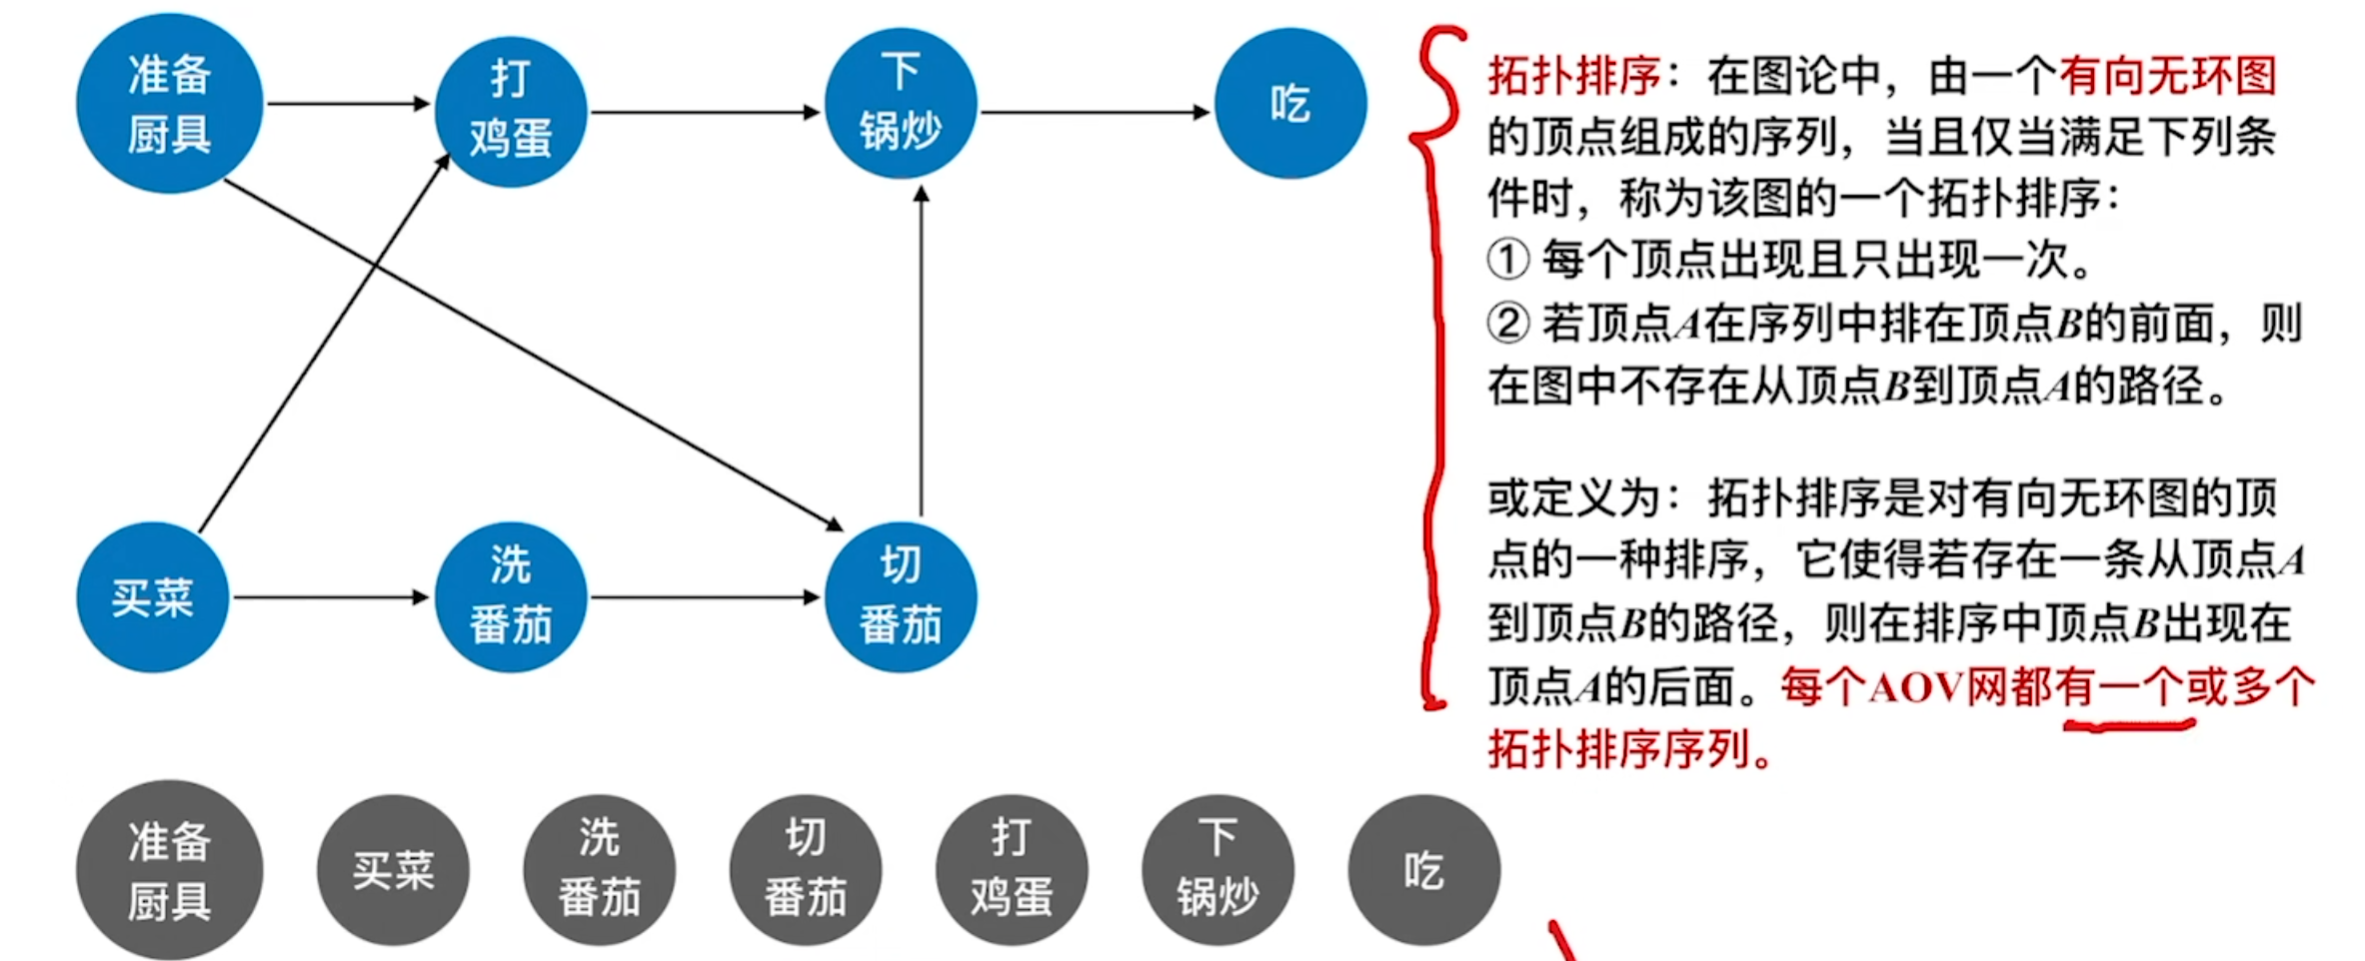 准备
厨具
打
鸡蛋
下
锅炒
吃
买菜
洗
番茄
切
番茄
拓扑排序：在图论中，由一个有向无环图
的顶点组成的序列，当且仅当满足下列条
件时，称为该图的一个拓扑排序：
① 每个顶点出现且只出现一次。
② 若顶点A在序列中排在顶点B的前面，则
在图中不存在从顶点B到顶点A的路径。
或定义为：拓扑排序是对有向无环图的顶
点的一种排序，它使得若存在一条从顶点A
到顶点B的路径，则在排序中顶点B出现在
顶点A的后面。每个AOV网都有一个或多个
拓扑排序序列。
准备
厨具
买菜
洗
番茄
切
番茄
打
鸡蛋
下
锅炒
吃